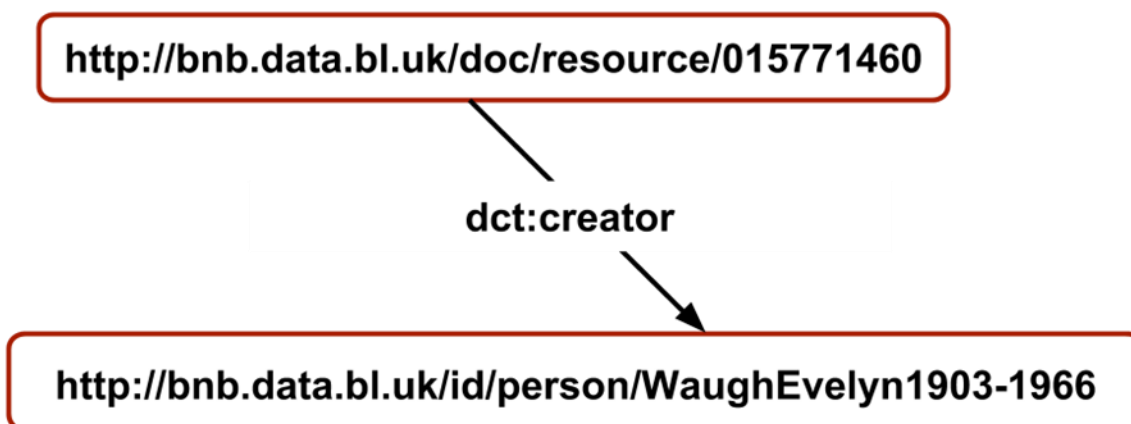 http://bnb.data.bl.uk/doc/resource/015771460
dct:creator
http://bnb.data.bl.uk/id/person/WaughEvelyn1903-1966